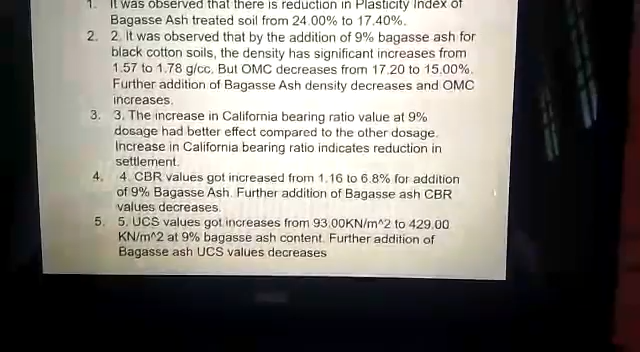 1. It was observed that there is reduction in Plasticity Index of
Bagasse Ash treated soil from 24.00% to 17.40%.
2. 2. It was observed that by the addition of 9% bagasse ash for
black cotton soils, the density has significant increases from
1.57 to 1.78 g/cc. But OMC decreases from 17.20 to 15.00%.
Further addition of Bagasse Ash density decreases and OMC
increases.
3. 3. The increase in California bearing ratio value at 9%
dosage had better effect compared to the other dosage.
Increase in California bearing ratio indicates reduction in
settlement.
4. 4. CBR values got increased from 1.16 to 6.8% for addition
of 9% Bagasse Ash. Further addition of Bagasse ash CBR
values decreases.
5. 5. UCS values got increases from 93.00KN/m^2 to 429.00
KN/m^2 at 9% bagasse ash content. Further addition of
Bagasse ash UCS values decreases